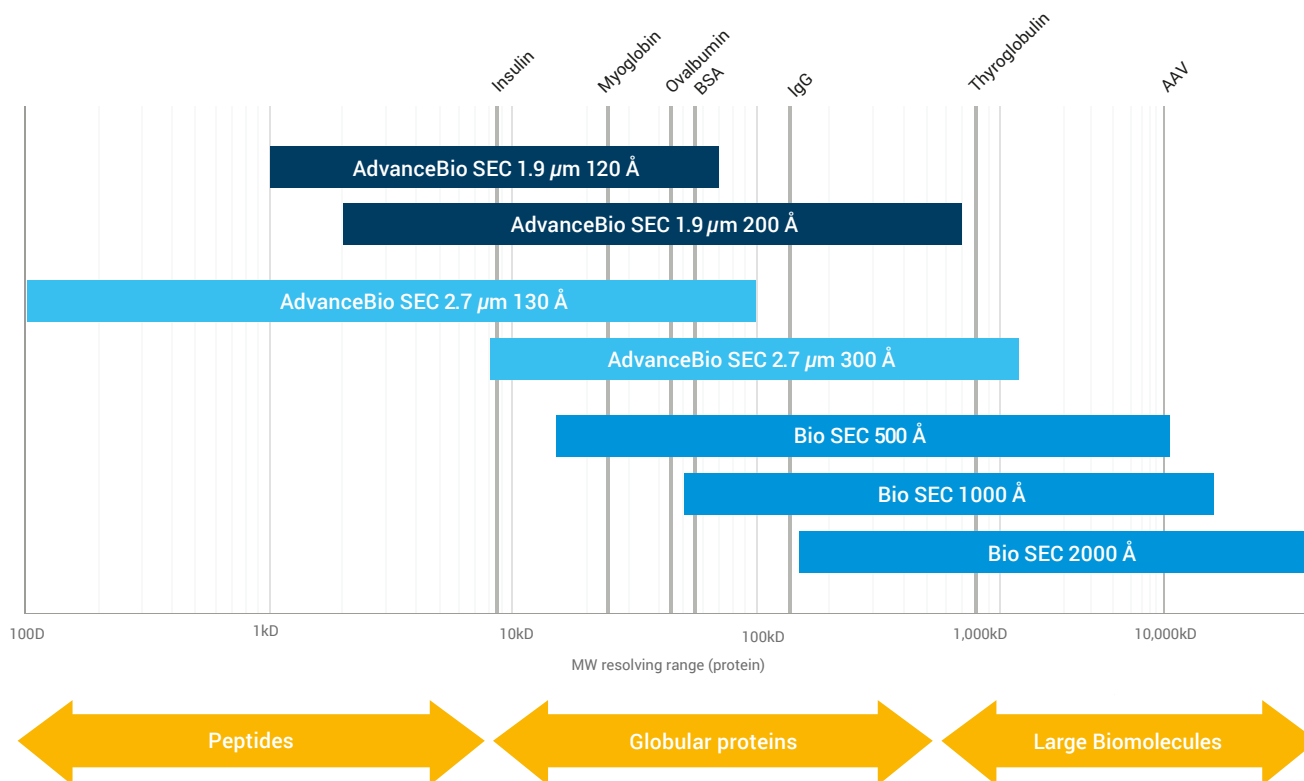 Insulin
Myoglobin
Ovalbumin
BSA
IgG
Thyroglobulin
AAV
AdvanceBio SEC 1.9 µm 120 Å
AdvanceBio SEC 1.9 µm 200 Å
AdvanceBio SEC 2.7 µm 130 Å
AdvanceBio SEC 2.7 µm 300 Å
Bio SEC 500 Å
Bio SEC 1000 Å
Bio SEC 2000 Å
100D 1kD 10kD 100kD 1,000kD 10,000kD
MW resolving range (protein)
Peptides Globular proteins Large Biomolecules